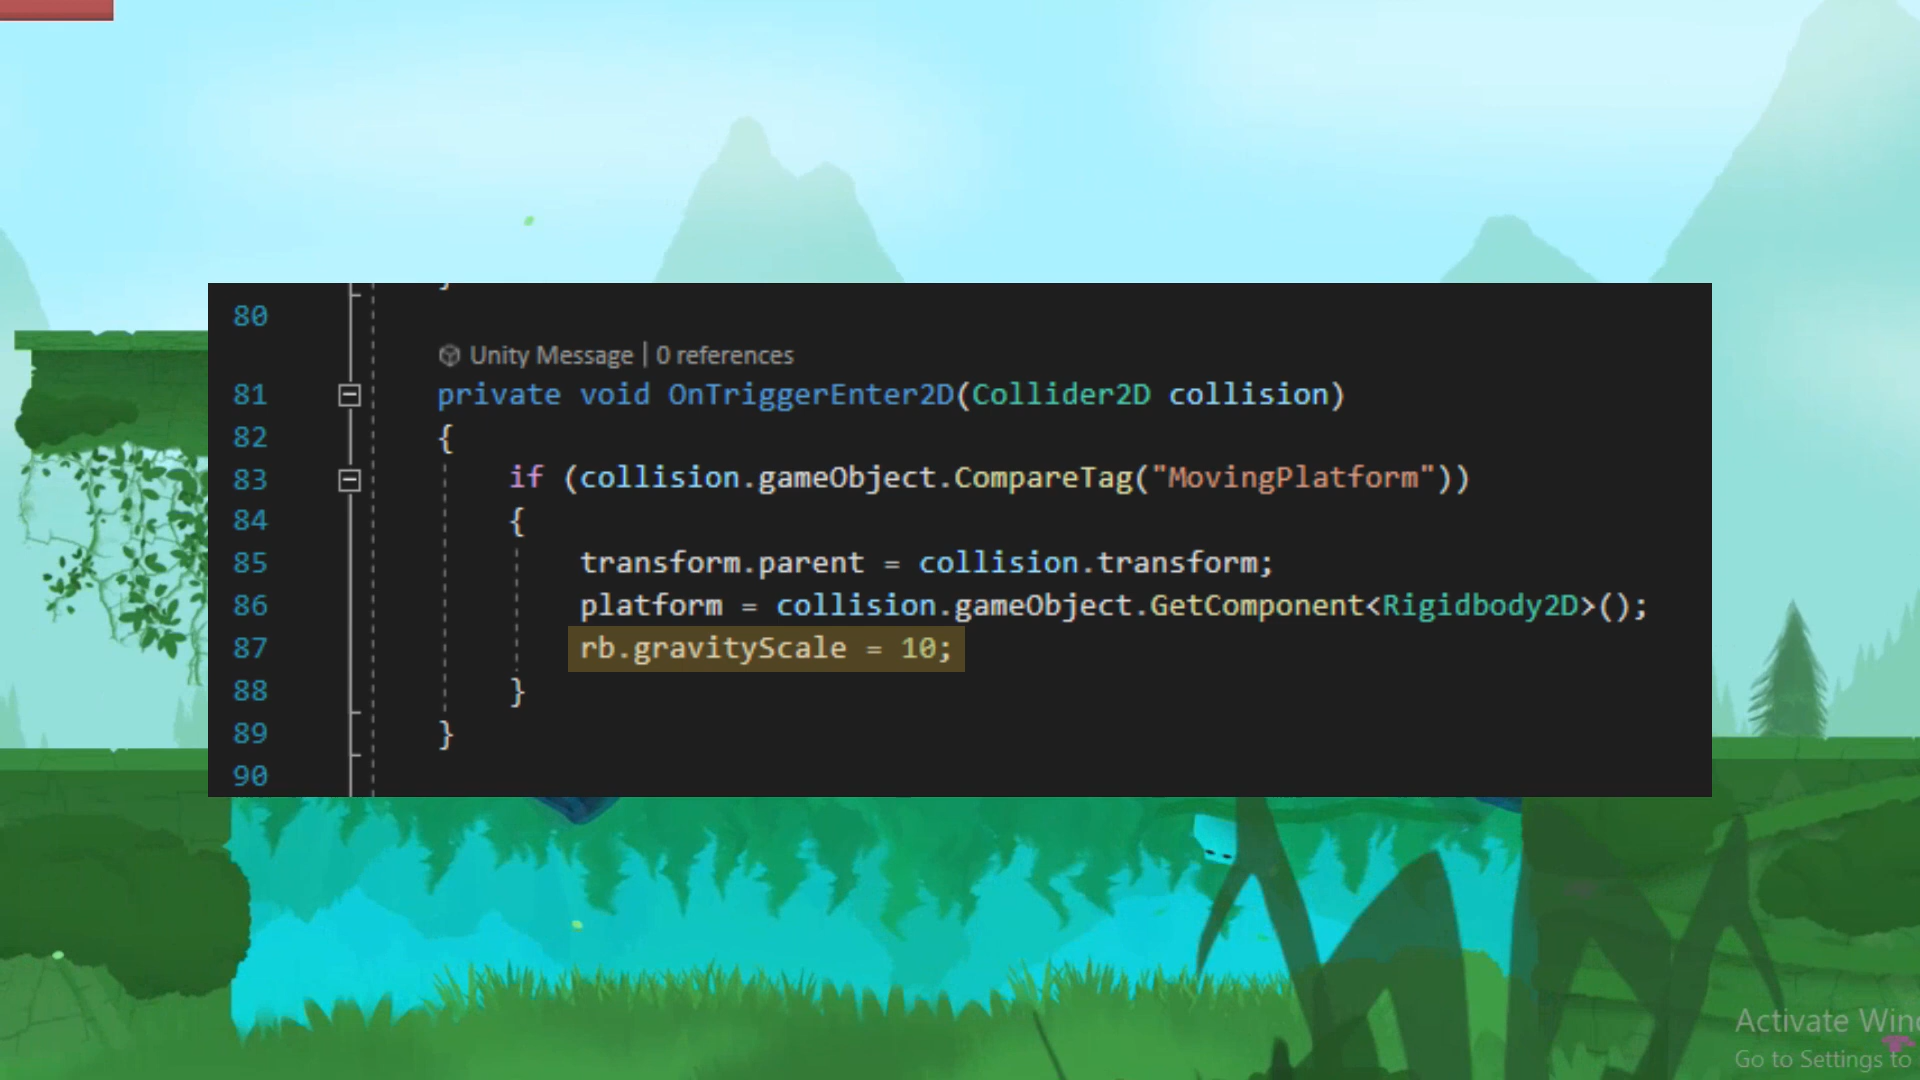 80
Unity Message | 0 references
81 private void OnTriggerEnter2D(Collider2D collision)
82 {
83 if (collision.gameObject.CompareTag("MovingPlatform"))
84 {
85 transform.parent = collision.transform;
86 platform = collision.gameObject.GetComponent<Rigidbody2D>();
87 rb.gravityScale = 10;
88 }
89 }
90
Activate Win
Go to Settings to